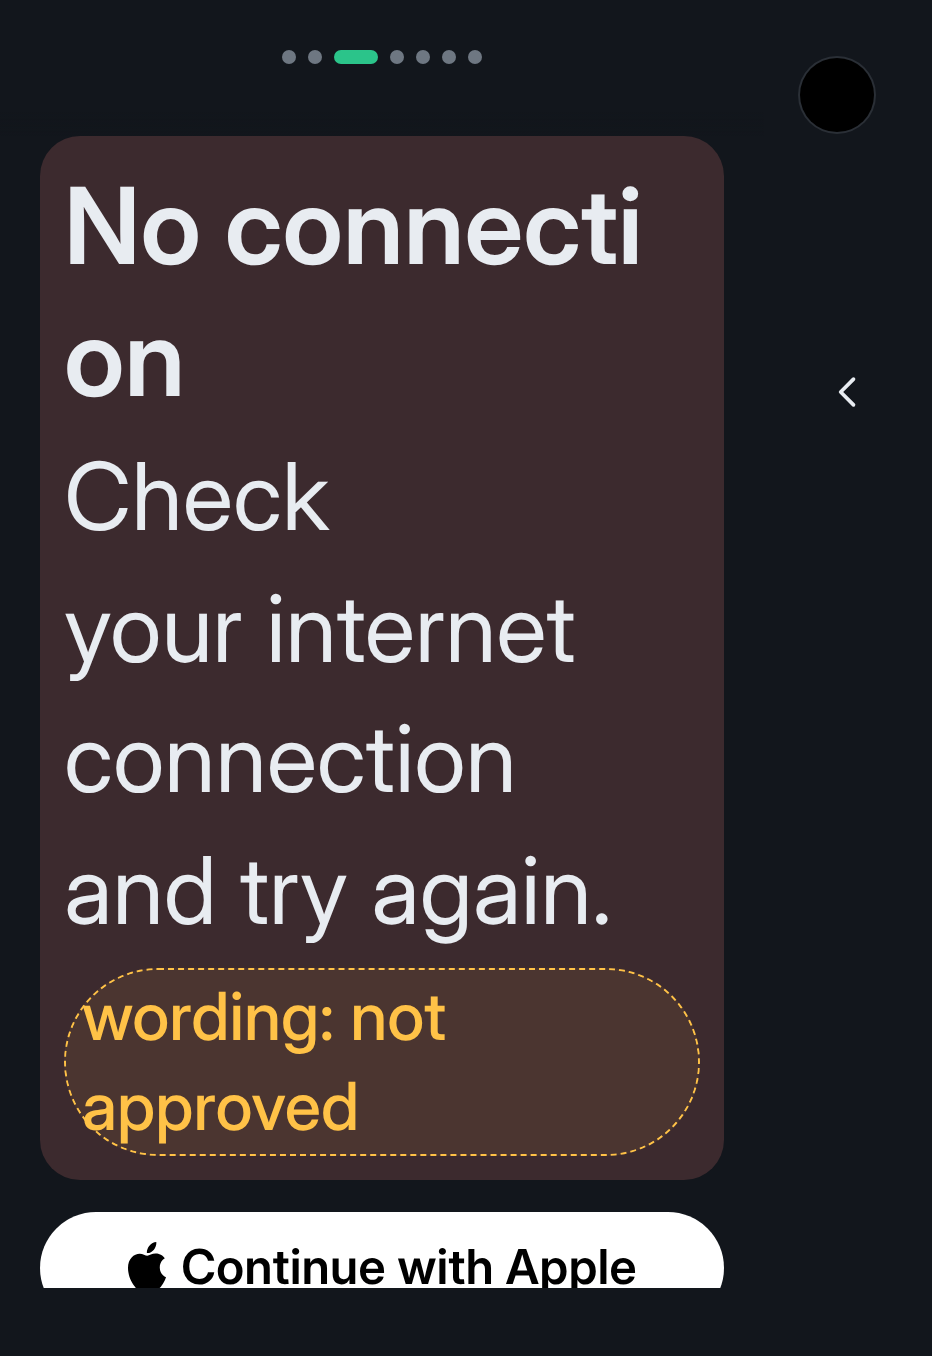 No connecti
on
Check
your internet
connection
and try again.
wording: not
approved
Continue with Apple